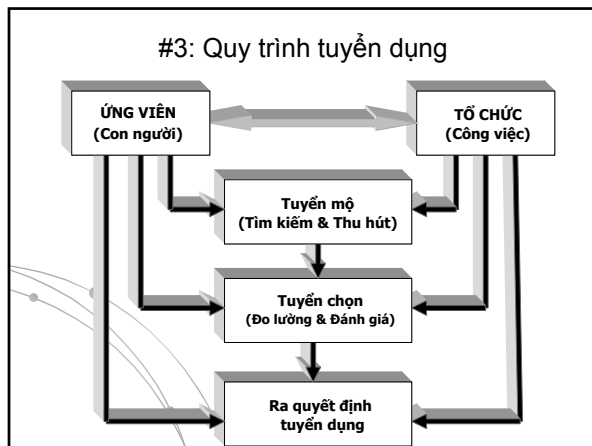 #3: Quy trình tuyển dụng
ỨNG VIÊN
(Con người)
TỔ CHỨC
(Công việc)
Tuyển mộ
(Tìm kiếm & Thu hút)
Tuyển chọn
(Đo lường & Đánh giá)
Ra quyết định
tuyển dụng